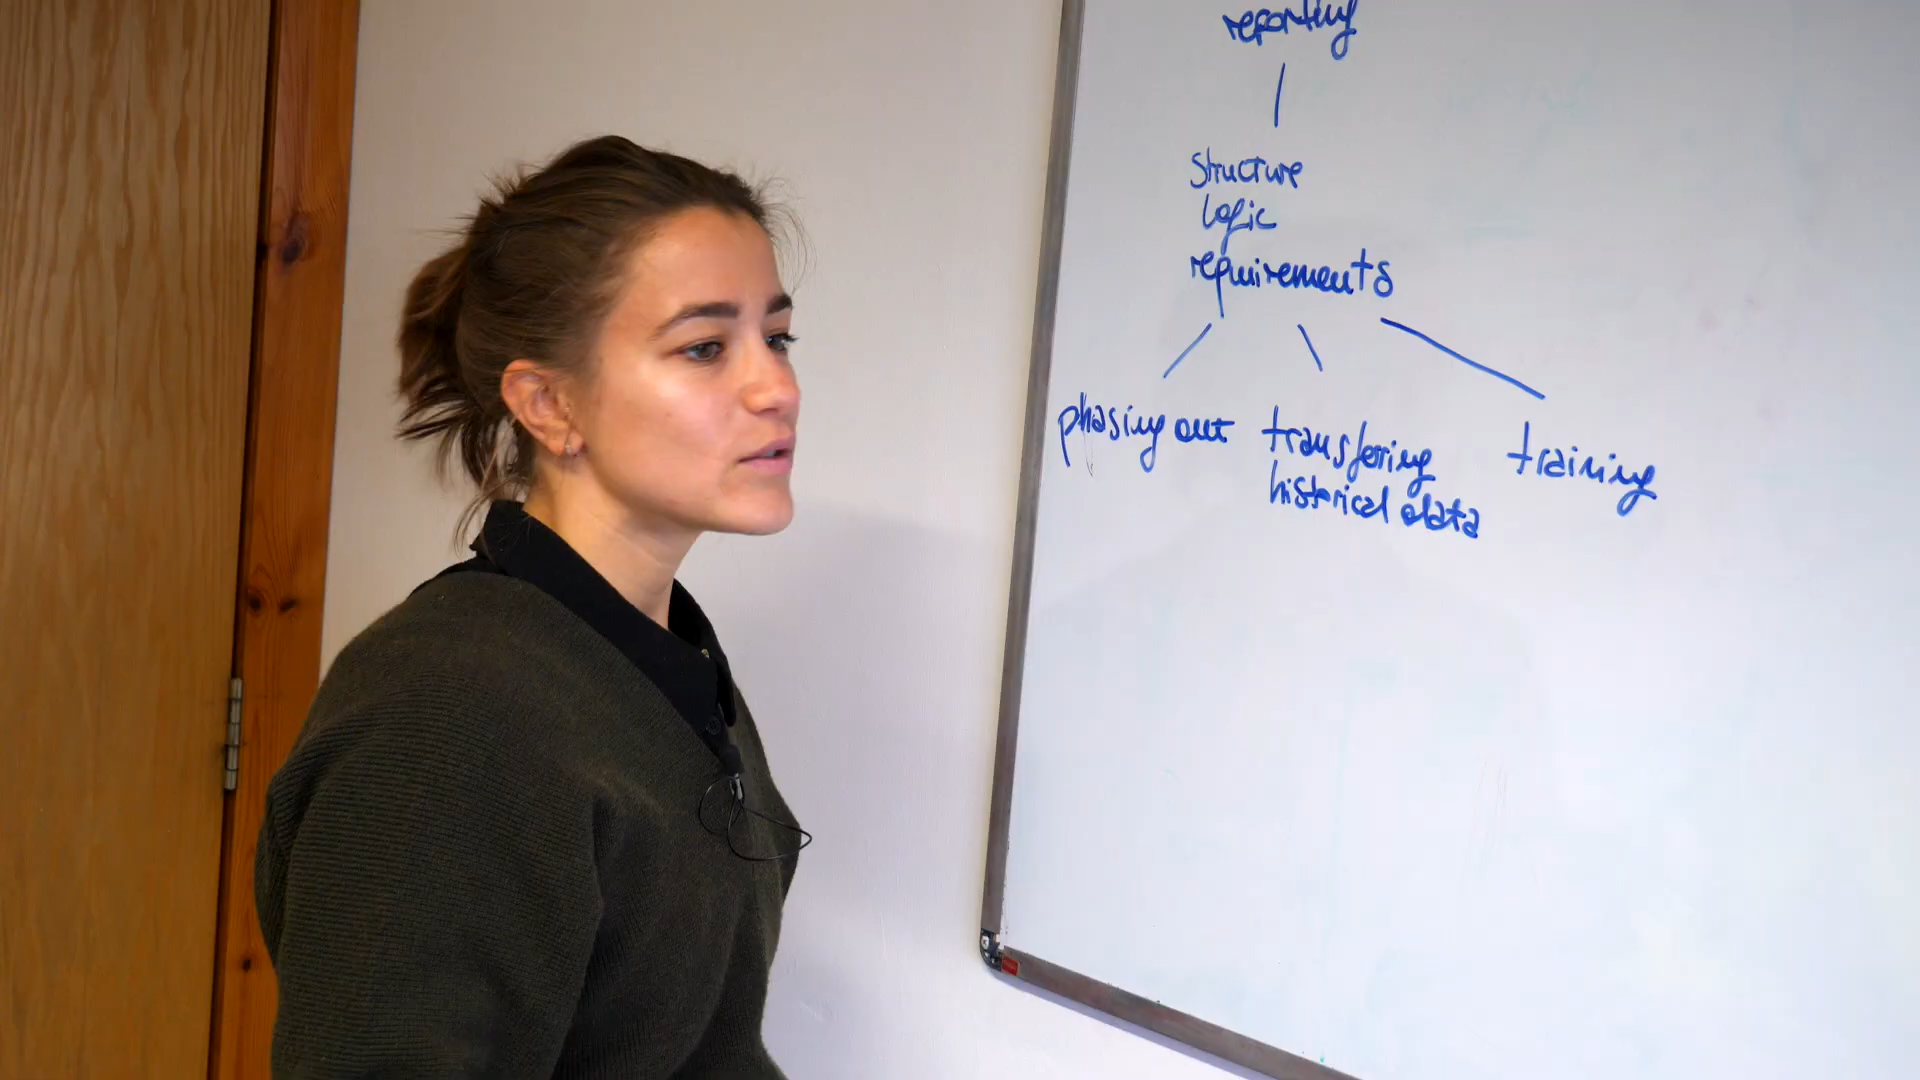 reporting
structure
logic
requirements
phasing out
transferring
historical data
training